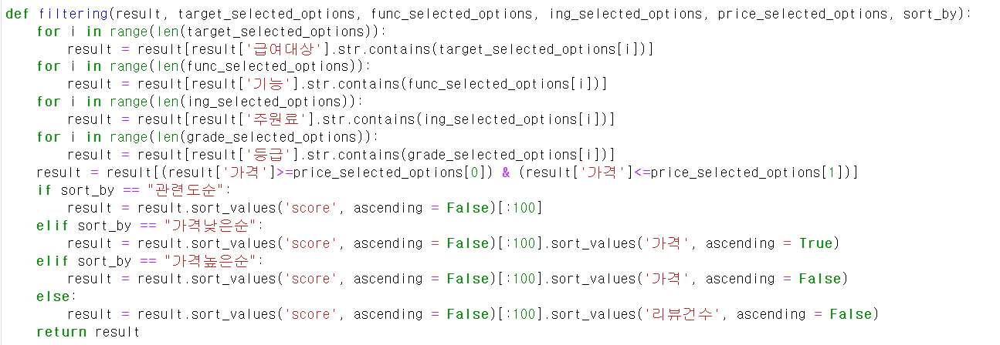 def filtering(result, target_selected_options, func_selected_options, ing_selected_options, price_selected_options, sort_by):
    for i in range(len(target_selected_options)):
        result = result[result['급여대상'].str.contains(target_selected_options[i])]
    for i in range(len(func_selected_options)):
        result = result[result['기능'].str.contains(func_selected_options[i])]
    for i in range(len(ing_selected_options)):
        result = result[result['주원료'].str.contains(ing_selected_options[i])]
    for i in range(len(grade_selected_options)):
        result = result[result['등급'].str.contains(grade_selected_options[i])]
    result = result[(result['가격']>=price_selected_options[0]) & (result['가격']<=price_selected_options[1])]
    if sort_by == "관련도순":
        result = result.sort_values('score', ascending = False)[:100]
    elif sort_by == "가격낮은순":
        result = result.sort_values('score', ascending = False)[:100].sort_values('가격', ascending = True)
    elif sort_by == "가격높은순":
        result = result.sort_values('score', ascending = False)[:100].sort_values('가격', ascending = False)
    else:
        result = result.sort_values('score', ascending = False)[:100].sort_values('리뷰건수', ascending = False)
    return result